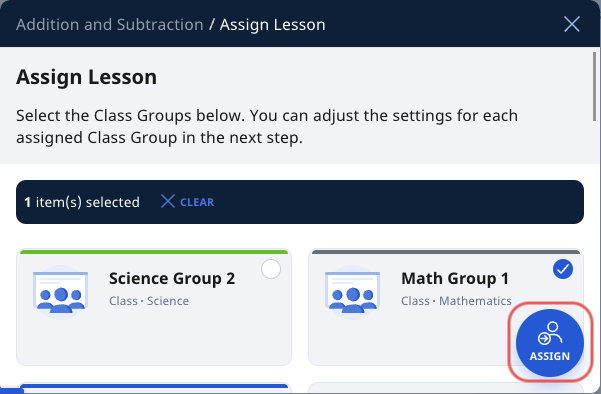 Addition and Subtraction / Assign Lesson
Assign Lesson
Select the Class Groups below. You can adjust the settings for each
assigned Class Group in the next step.
1 item(s) selected
CLEAR
Science Group 2
Class · Science
Math Group 1
Class · Mathematics
ASSIGN